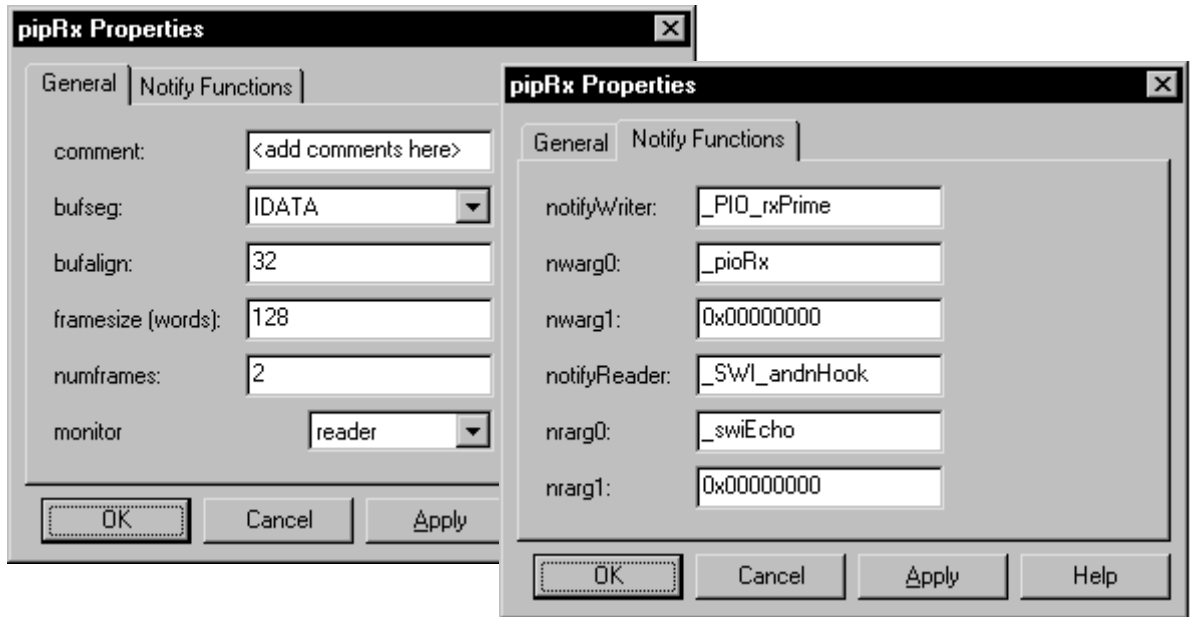 pipRx Properties
General Notify Functions
comment: <add comments here>
bufseg: IDATA
bufalign: 32
framesize (words): 128
numframes: 2
monitor reader
OK Cancel Apply
pipRx Properties
General Notify Functions
notifyWriter: _PIO_rxPrime
nwarg0: _pioRx
nwarg1: 0x00000000
notifyReader: _SWI_andnHook
nrarg0: _swiEcho
nrarg1: 0x00000000
OK Cancel Apply Help